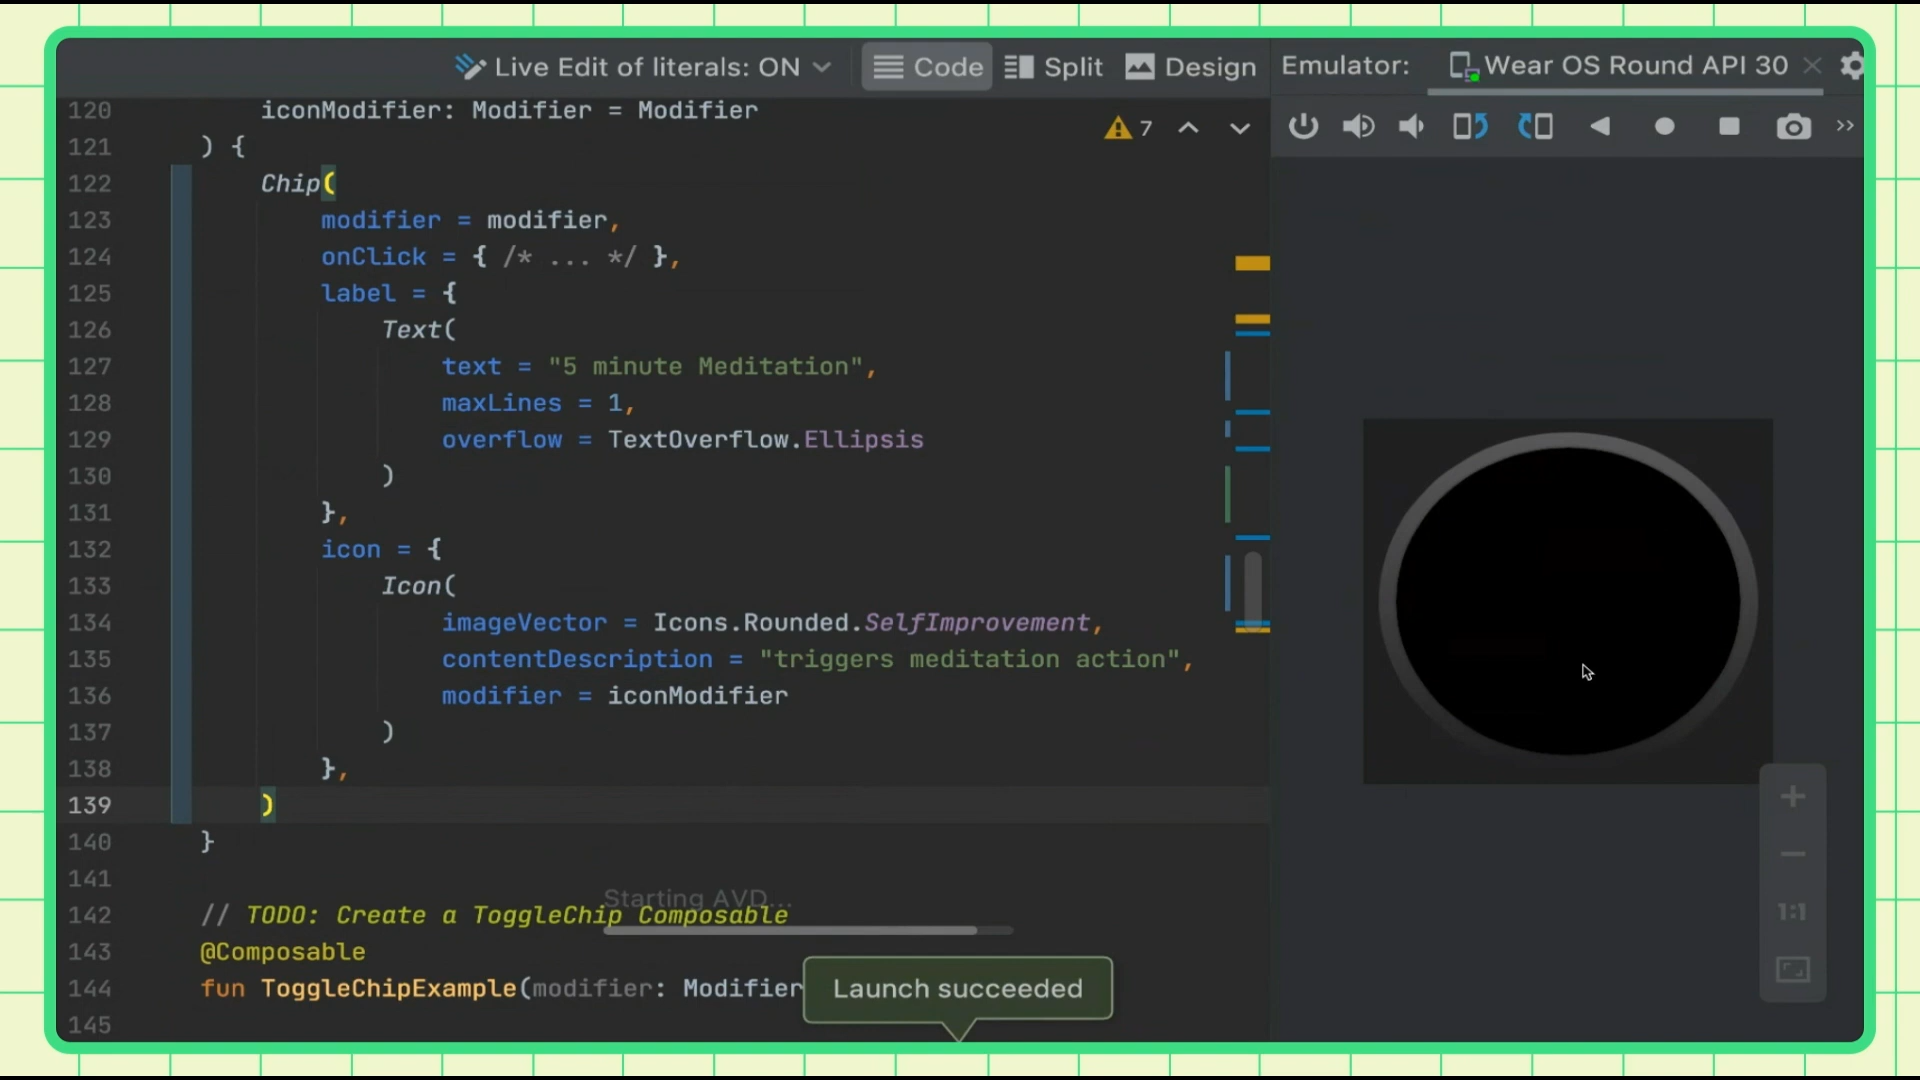 Live Edit of literals: ON
Code
Split
Design
Emulator:
Wear OS Round API 30
7
120 iconModifier: Modifier = Modifier
121 ) {
122 Chip(
123 modifier = modifier,
124 onClick = { /* ... */ },
125 label = {
126 Text(
127 text = "5 minute Meditation",
128 maxLines = 1,
129 overflow = TextOverflow.Ellipsis
130 )
131 },
132 icon = {
133 Icon(
134 imageVector = Icons.Rounded.SelfImprovement,
135 contentDescription = "triggers meditation action",
136 modifier = iconModifier
137 )
138 },
139 )
140 }
141
Starting AVD...
142 // TODO: Create a ToggleChip Composable
143 @Composable
144 fun ToggleChipExample(modifier: Modifier
145
Launch succeeded
1:1